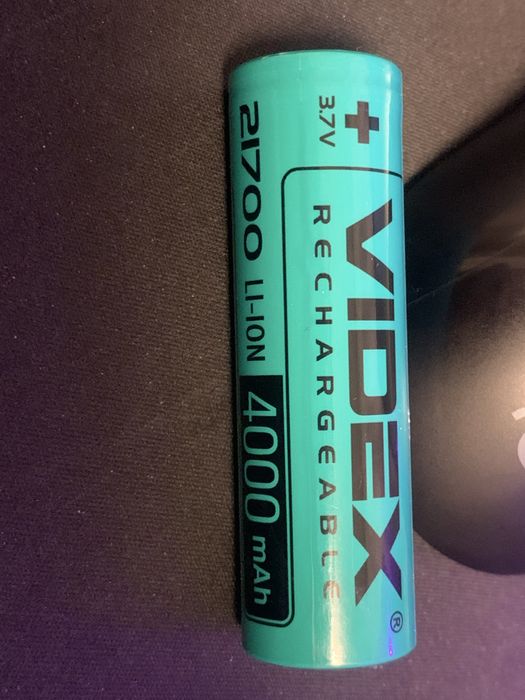 +
3.7V
VIDEX®
RECHARGEABLE
21700 LI-ION 4000 mAh